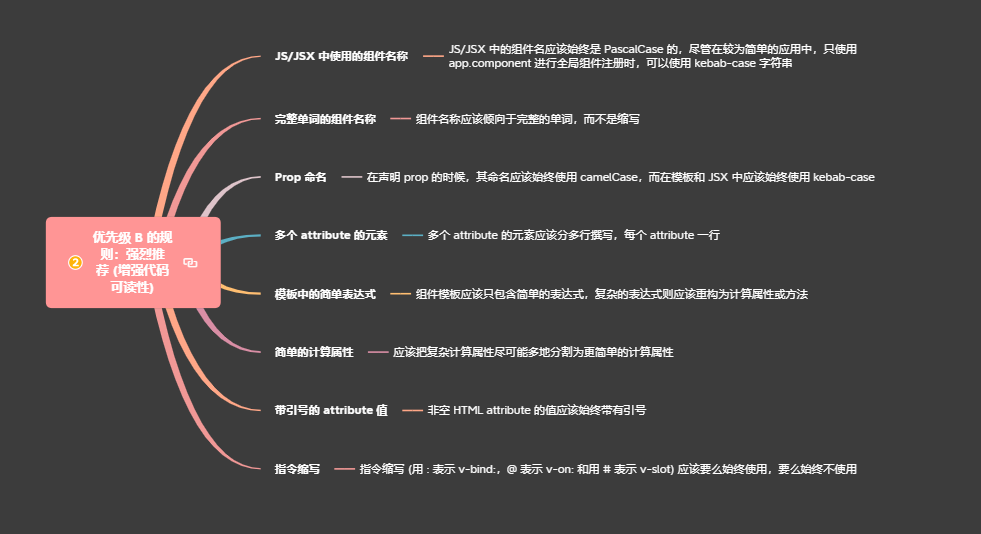 优先级 B 的规
则：强烈推
荐 (增强代码
可读性)
2
JS/JSX 中使用的组件名称
JS/JSX 中的组件名应该始终是 PascalCase 的，尽管在较为简单的应用中，只使用
app.component 进行全局组件注册时，可以使用 kebab-case 字符串
完整单词的组件名称
组件名称应该倾向于完整的单词，而不是缩写
Prop 命名
在声明 prop 的时候，其命名应该始终使用 camelCase，而在模板和 JSX 中应该始终使用 kebab-case
多个 attribute 的元素
多个 attribute 的元素应该分多行撰写，每个 attribute 一行
模板中的简单表达式
组件模板应该只包含简单的表达式，复杂的表达式则应该重构为计算属性或方法
简单的计算属性
应该把复杂计算属性尽可能多地分割为更简单的计算属性
带引号的 attribute 值
非空 HTML attribute 的值应该始终带有引号
指令缩写
指令缩写 (用 : 表示 v-bind:，@ 表示 v-on: 和用 # 表示 v-slot) 应该要么始终使用，要么始终不使用